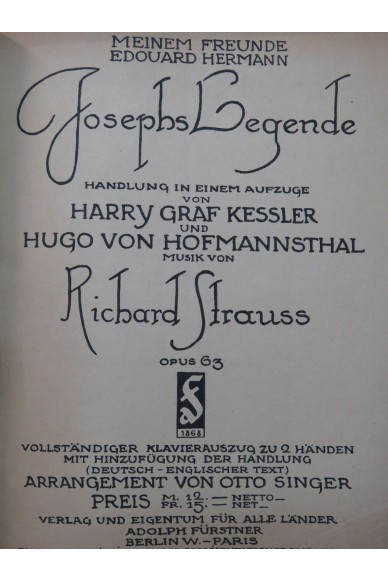 MEINEM FREUNDE
EDOUARD HERMANN
Josephs Legende
HANDLUNG IN EINEM AUFZUGE
VON
HARRY GRAF KESSLER
UND
HUGO VON HOFMANNSTHAL
MUSIK VON
Richard Strauss
OPUS 63
1868
VOLLSTÄNDIGER KLAVIERAUSZUG ZU 2 HÄNDEN
MIT HINZUFÜGUNG DER HANDLUNG
(DEUTSCH-ENGLISCHER TEXT)
ARRANGEMENT VON OTTO SINGER
PREIS M. 12.= NETTO
FR. 15.= NET
VERLAG UND EIGENTUM FÜR ALLE LÄNDER
ADOLPH FÜRSTNER
BERLIN W.-PARIS